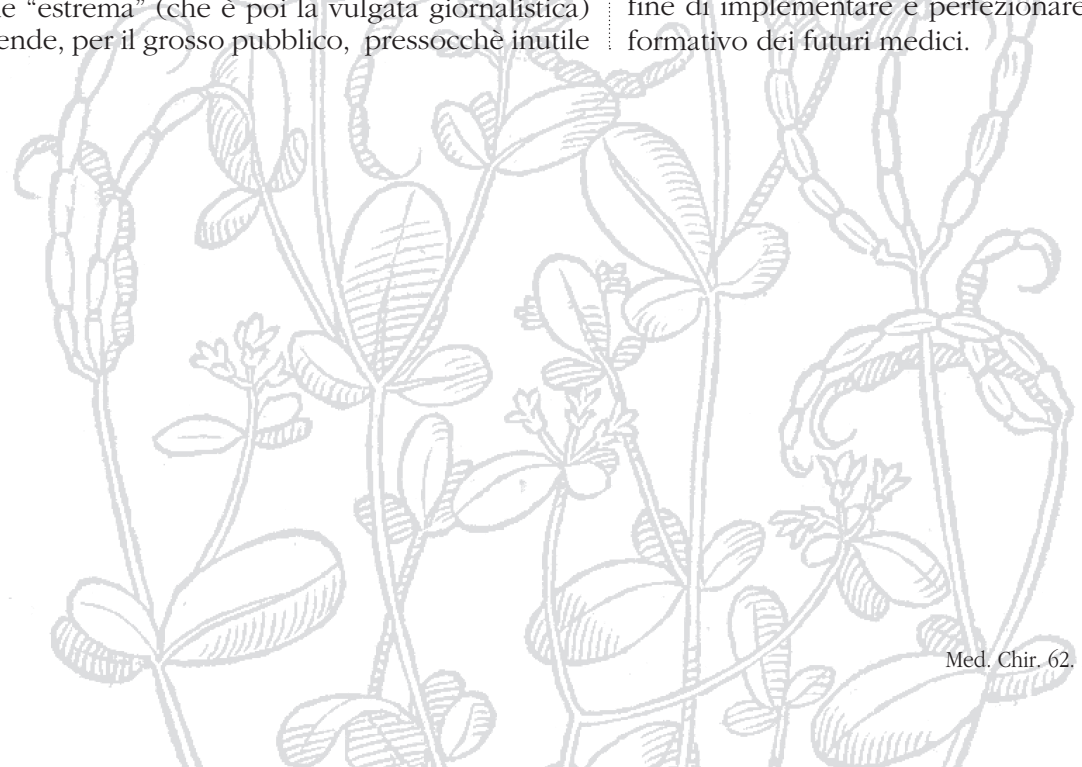 "estrema" (che è poi la vulgata giornalistica)
ende, per il grosso pubblico, pressocchè inutile
fine di implementare e perfezionare
formativo dei futuri medici.
Med. Chir. 62.